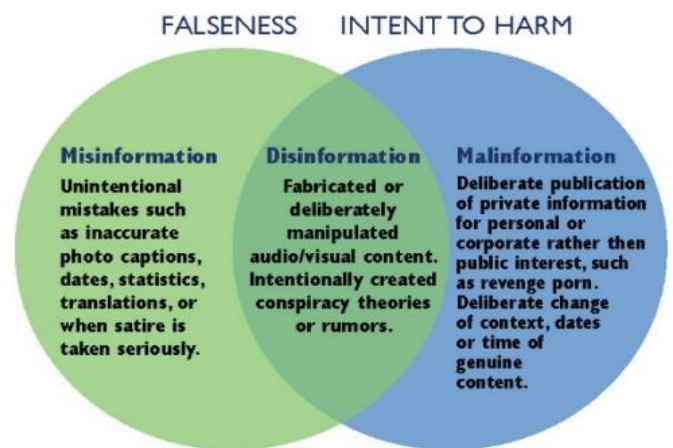 FALSENESS
INTENT TO HARM
Misinformation
Unintentional
mistakes such
as inaccurate
photo captions,
dates, statistics,
translations, or
when satire is
taken seriously.
Disinformation
Fabricated or
deliberately
manipulated
audio/visual content.
Intentionally created
conspiracy theories
or rumors.
Malinformation
Deliberate publication
of private information
for personal or
corporate rather then
public interest, such
as revenge porn.
Deliberate change
of context, dates
or time of
genuine
content.